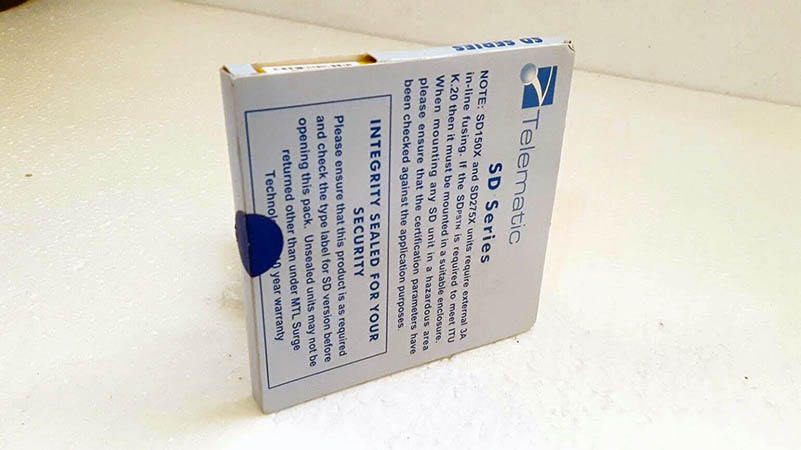 SD SERIES
Telematic
SD Series
NOTE: SD150X and SD275X units require external 3A
in-line fusing. If the SDPSTN is required to meet ITU
K.20 then it must be mounted in a suitable enclosure.
When mounting any SD unit in a hazardous area
please ensure that the certification parameters have
been checked against the application purposes.
INTEGRITY SEALED FOR YOUR
SECURITY
Please ensure that this product is as required
and check the type label for SD version before
opening this pack. Unsealed units may not be
returned other than under MTL Surge
year warranty